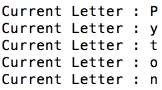 Current Letter : P
Current Letter : y
Current Letter : t
Current Letter : o
Current Letter : n